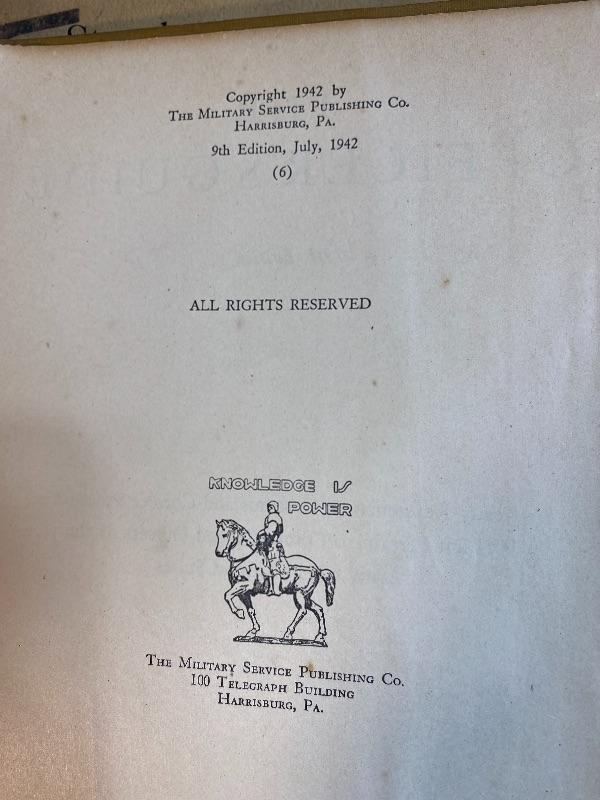 Copyright 1942 by
THE MILITARY SERVICE PUBLISHING CO.
HARRISBURG, PA.
9th Edition, July, 1942
(6)
ALL RIGHTS RESERVED
KNOWLEDGE IS
POWER
THE MILITARY SERVICE PUBLISHING CO.
100 TELEGRAPH BUILDING
HARRISBURG, PA.